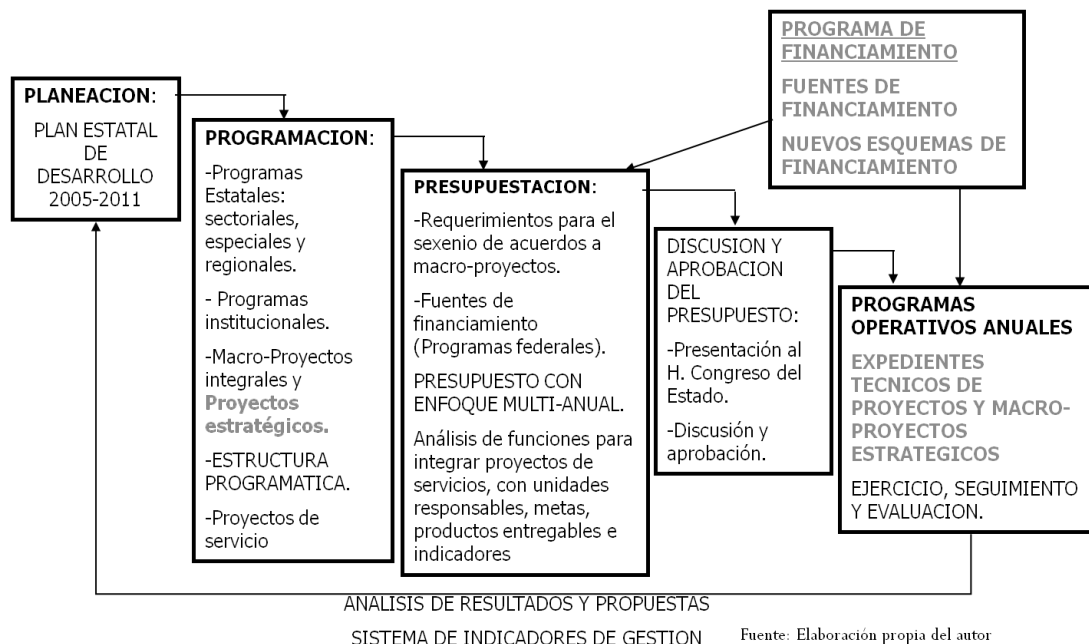 PROGRAMA DE
FINANCIAMIENTO
FUENTES DE
FINANCIAMIENTO
NUEVOS ESQUEMAS DE
FINANCIAMIENTO
PLANEACION:
PLAN ESTATAL
DE
DESARROLLO
2005-2011
PROGRAMACION:
-Programas
Estatales:
sectoriales,
especiales y
regionales.
- Programas
institucionales.
-Macro-Proyectos
integrales y
Proyectos
estratégicos.
-ESTRUCTURA
PROGRAMATICA.
-Proyectos de
servicio
PRESUPUESTACION:
-Requerimientos para el
sexenio de acuerdos a
macro-proyectos.
-Fuentes de
financiamiento
(Programas federales).
PRESUPUESTO CON
ENFOQUE MULTI-ANUAL.
Análisis de funciones para
integrar proyectos de
servicios, con unidades
responsables, metas,
productos entregables e
indicadores
DISCUSION Y
APROBACION
DEL
PRESUPUESTO:
-Presentación al
H. Congreso del
Estado.
-Discusión y
aprobación.
PROGRAMAS
OPERATIVOS ANUALES
EXPEDIENTES
TECNICOS DE
PROYECTOS Y MACRO-
PROYECTOS
ESTRATEGICOS
EJERCICIO, SEGUIMIENTO
Y EVALUACION.
ANALISIS DE RESULTADOS Y PROPUESTAS
SISTEMA DE INDICADORES DE GESTION
Fuente: Elaboración propia del autor